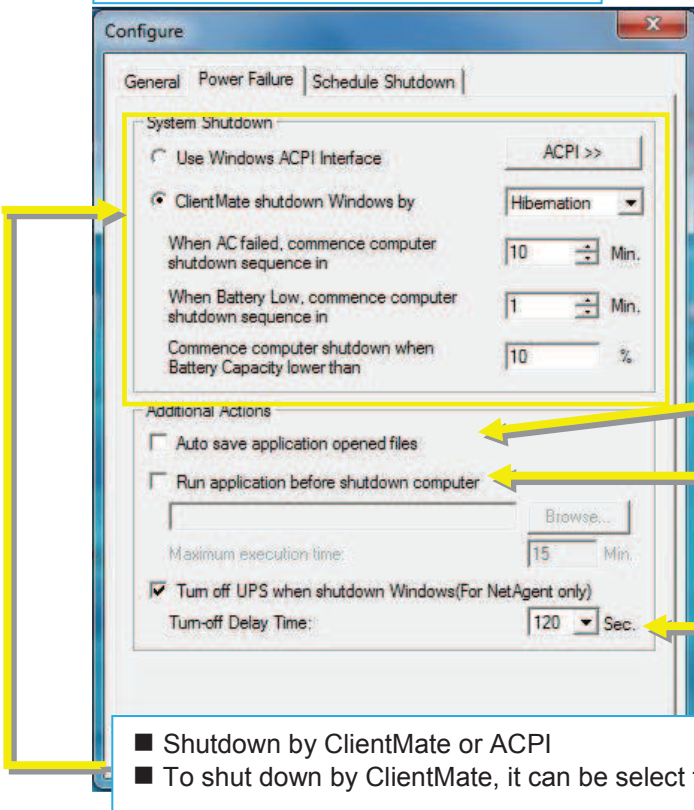 Configure
General Power Failure Schedule Shutdown
System Shutdown
Use Windows ACPI Interface ACPI >>
ClientMate shutdown Windows by Hibernation
When AC failed, commence computer
shutdown sequence in 10 Min.
When Battery Low, commence computer
shutdown sequence in 1 Min.
Commence computer shutdown when
Battery Capacity lower than 10 %
Additional Actions
Auto save application opened files
Run application before shutdown computer
Browse...
Maximum execution time: 15 Min.
Turn off UPS when shutdown Windows(For NetAgent only)
Turn-off Delay Time: 120 Sec.
■ Shutdown by ClientMate or ACPI
■ To shut down by ClientMate, it can be select